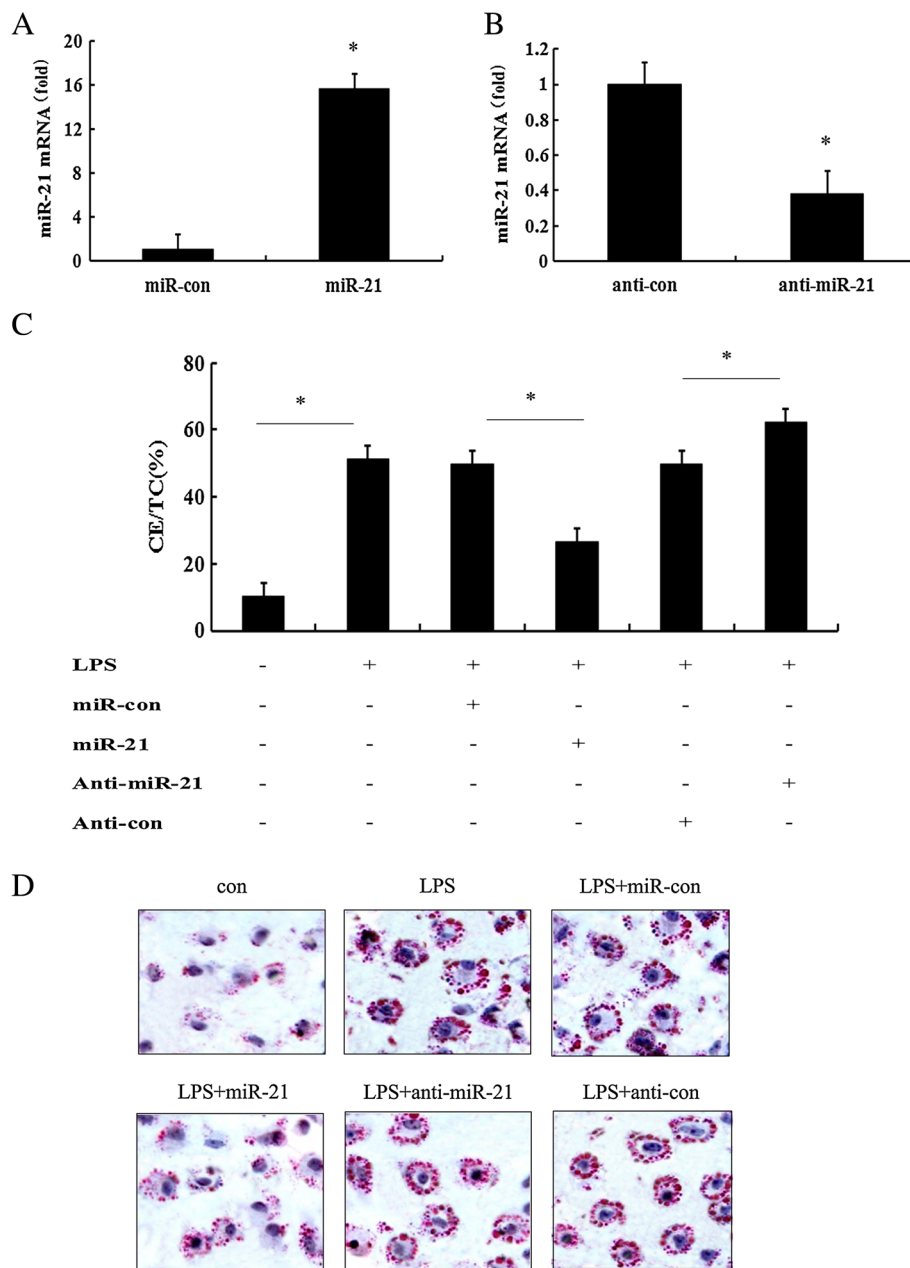 A
B
miR-21 mRNA (fold)
20
16
12
8
4
0
*
miR-con miR-21
miR-21 mRNA (fold)
1.2
1
0.8
0.6
0.4
0.2
0
*
anti-con anti-miR-21
C
CE/TC(%)
80
60
40
20
0
* * *
LPS - + + + + +
miR-con - - + - - -
miR-21 - - - + - -
Anti-miR-21 - - - - - +
Anti-con - - - - + -
D
con LPS LPS+miR-con
LPS+miR-21 LPS+anti-miR-21 LPS+anti-con